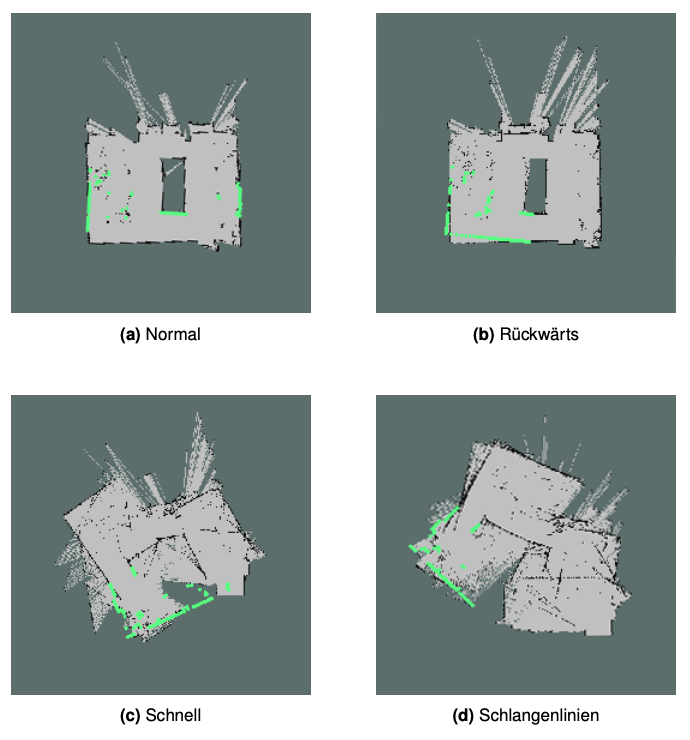 (a) Normal
(b) Rückwärts
(c) Schnell
(d) Schlangenlinien